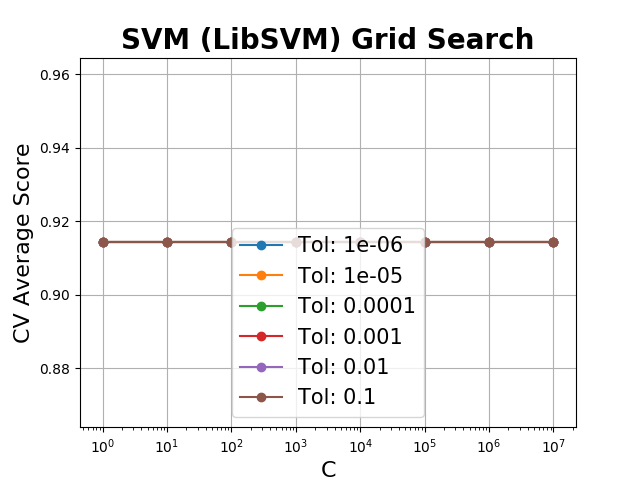 SVM (LibSVM) Grid Search
CV Average Score
0.96
0.94
0.92
0.90
0.88
Tol: 1e-06
Tol: 1e-05
Tol: 0.0001
Tol: 0.001
Tol: 0.01
Tol: 0.1
10⁰ 10¹ 10² 10³ 10⁴ 10⁵ 10⁶ 10⁷
C